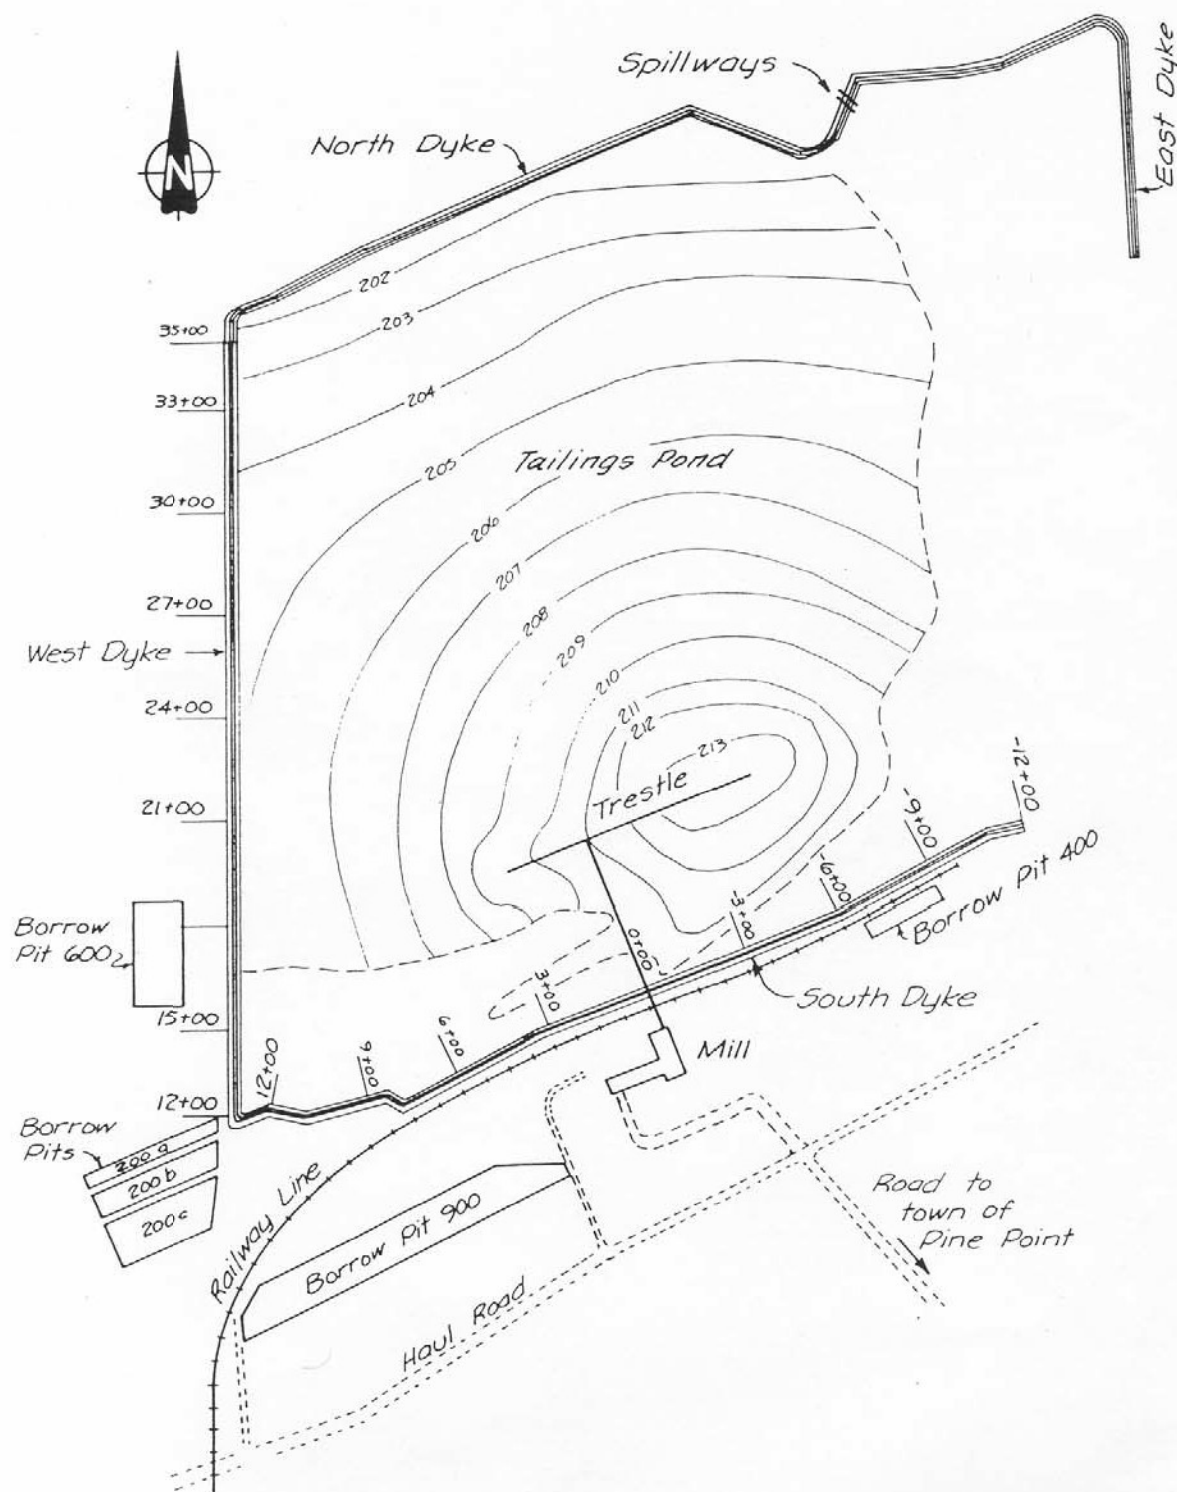 Spillways
East Dyke
North Dyke
N
202
203
204
205
206
207
208
209
210
211
212
213
35+00
33+00
30+00
27+00
24+00
21+00
15+00
12+00
West Dyke
Tailings Pond
Trestle
-12+00
-9+00
-6+00
-3+00
0+00
3+00
6+00
9+00
12+00
Borrow Pit 400
Borrow
Pit 600
South Dyke
Mill
Borrow
Pits
200a
200b
200c
Railway Line
Borrow Pit 900
Haul Road
Road to
town of
Pine Point